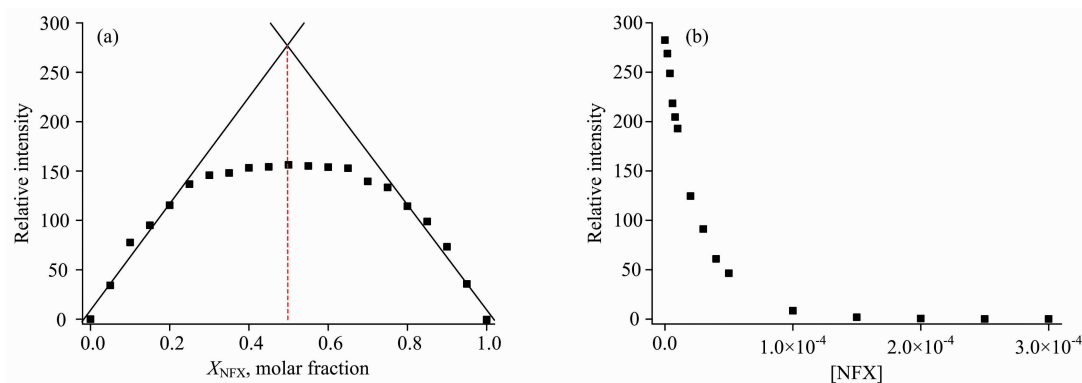 (a)
Relative intensity
300
250
200
150
100
50
0
0.0 0.2 0.4 0.6 0.8 1.0
X_NFX, molar fraction
(b)
Relative intensity
300
250
200
150
100
50
0
0.0 1.0×10⁻⁴ 2.0×10⁻⁴ 3.0×10⁻⁴
[NFX]